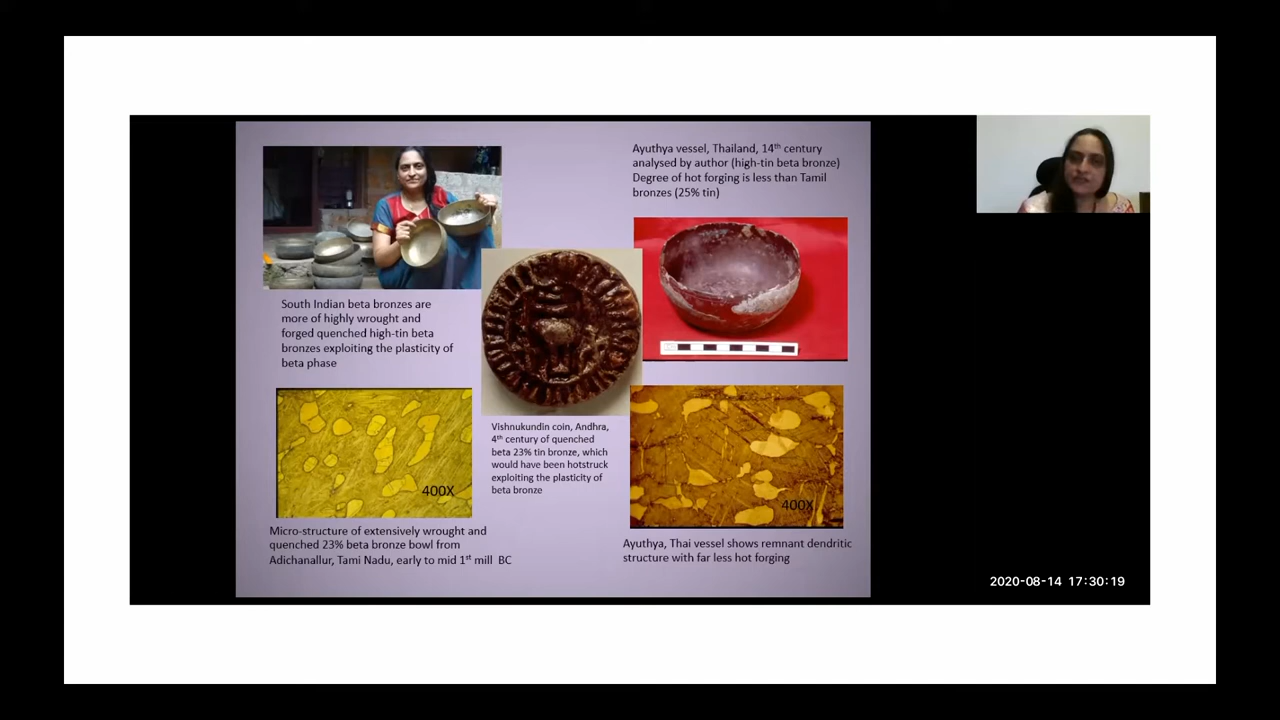 Ayuthya vessel, Thailand, 14th century
analysed by author (high-tin beta bronze)
Degree of hot forging is less than Tamil
bronzes (25% tin)
South Indian beta bronzes are
more of highly wrought and
forged quenched high-tin beta
bronzes exploiting the plasticity of
beta phase
Vishnukundin coin, Andhra,
4th century of quenched
beta 23% tin bronze, which
would have been hotstruck
exploiting the plasticity of
beta bronze
400X
400X
Micro-structure of extensively wrought and
quenched 23% beta bronze bowl from
Adichanallur, Tami Nadu, early to mid 1st mill BC
Ayuthya, Thai vessel shows remnant dendritic
structure with far less hot forging
2020-08-14 17:30:19